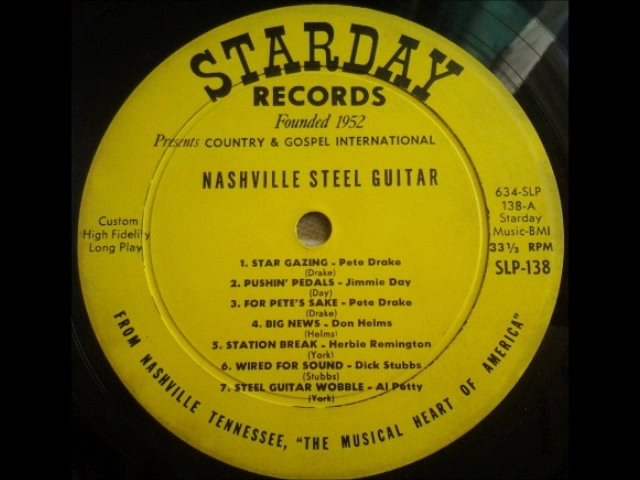 STARDAY
RECORDS
Founded 1952
Presents COUNTRY & GOSPEL INTERNATIONAL
NASHVILLE STEEL GUITAR
Custom
High Fidelity
Long Play
634-SLP
138-A
Starday
Music-BMI
33⅓ RPM
SLP-138
1. STAR GAZING - Pete Drake
(Drake)
2. PUSHIN' PEDALS - Jimmie Day
(Day)
3. FOR PETE'S SAKE - Pete Drake
(Drake)
4. BIG NEWS - Don Helms
(Helms)
5. STATION BREAK - Herbie Remington
(York)
6. WIRED FOR SOUND - Dick Stubbs
(Stubbs)
7. STEEL GUITAR WOBBLE - Al Petty
(York)
FROM NASHVILLE TENNESSEE, "THE MUSICAL HEART OF AMERICA"